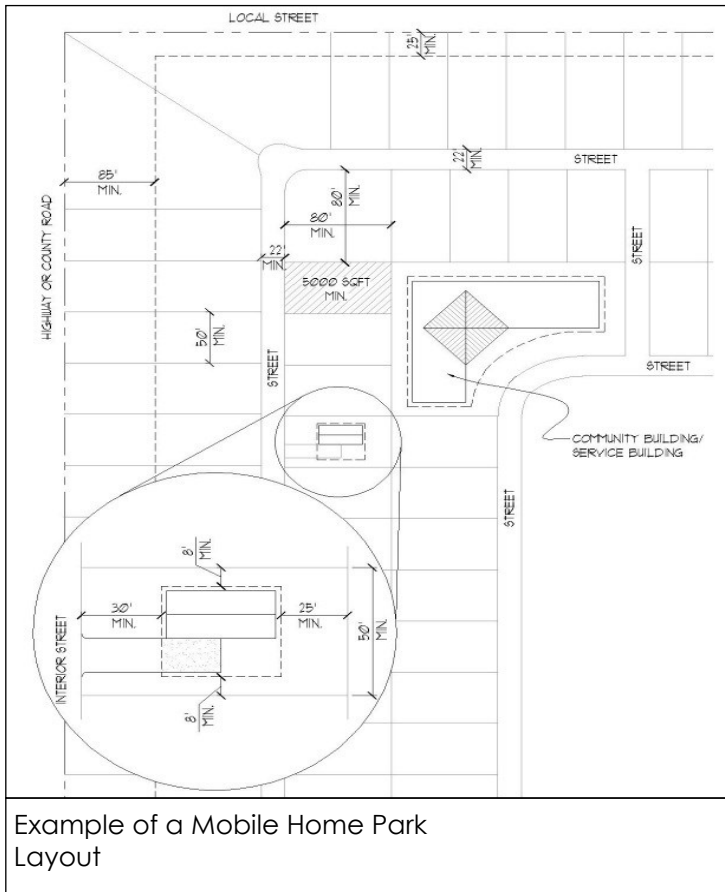 LOCAL STREET
25'
MIN.
22'
MIN.
STREET
85'
MIN.
80'
MIN.
80'
MIN.
STREET
22'
MIN.
5000 SQFT
MIN.
HIGHWAY OR COUNTY ROAD
50'
MIN.
STREET
STREET
COMMUNITY BUILDING/
SERVICE BUILDING
STREET
8'
MIN.
30'
MIN.
25'
MIN.
50'
MIN.
INTERIOR STREET
8'
MIN.
Example of a Mobile Home Park
Layout